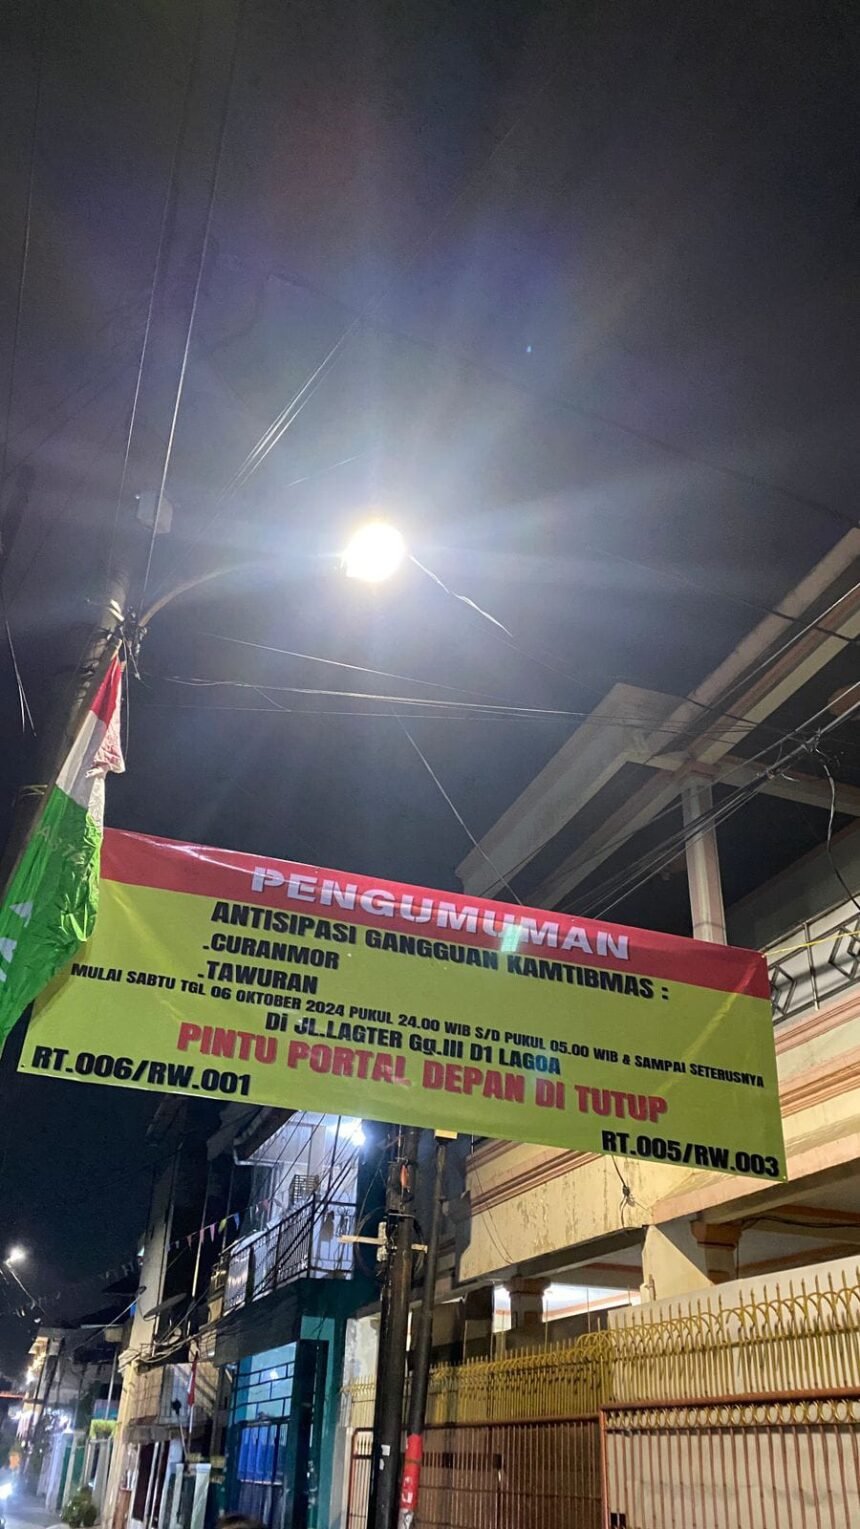 PENGUMUMAN
ANTISIPASI GANGGUAN KAMTIBMAS :
.CURANMOR
.TAWURAN
MULAI SABTU TGL 06 OKTOBER 2024 PUKUL 24.00 WIB S/D PUKUL 05.00 WIB & SAMPAI SETERUSNYA
Di JL.LAGTER Gg.III D1 LAGOA
PINTU PORTAL DEPAN Di TUTUP
RT.006/RW.001
RT.005/RW.003